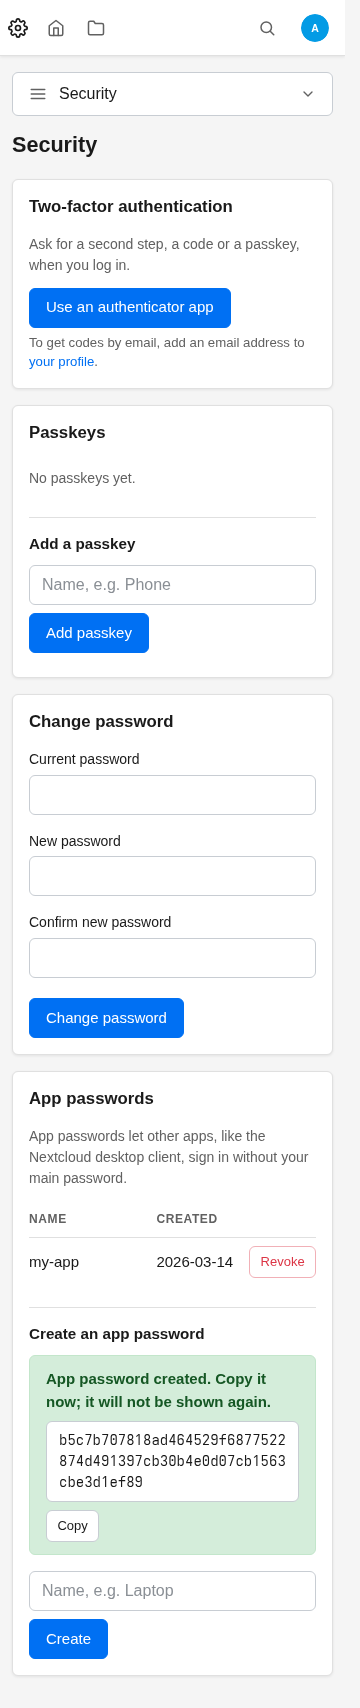 A
Security
Security
Two-factor authentication
Ask for a second step, a code or a passkey,
when you log in.
Use an authenticator app
To get codes by email, add an email address to
your profile.
Passkeys
No passkeys yet.
Add a passkey
Name, e.g. Phone
Add passkey
Change password
Current password
New password
Confirm new password
Change password
App passwords
App passwords let other apps, like the
Nextcloud desktop client, sign in without your
main password.
NAME CREATED
my-app 2026-03-14 Revoke
Create an app password
App password created. Copy it
now; it will not be shown again.
b5c7b707818ad464529f6877522
874d491397cb30b4e0d07cb1563
cbe3d1ef89
Copy
Name, e.g. Laptop
Create